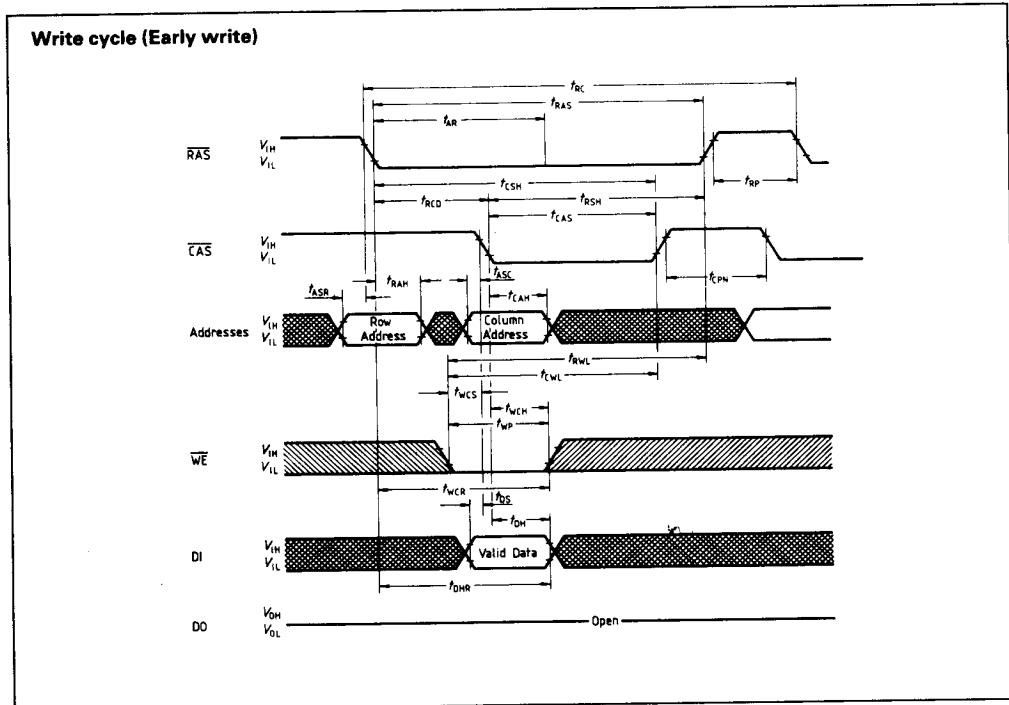 Write cycle (Early write)
tRC
tRAS
tAR
RAS VIH
VIL
tRP
tCSH
tRCD tRSH
tCAS
CAS VIH
VIL
tCPN
tASR tRAH tASC
tCAH
Addresses VIH
VIL
Row
Address
Column
Address
tRWL
tCWL
tWCS
tWCH
tWP
WE VIH
VIL
tWCR tDS
tDH
DI VIH
VIL
Valid Data
tDHR
DO VOH
VOL
Open